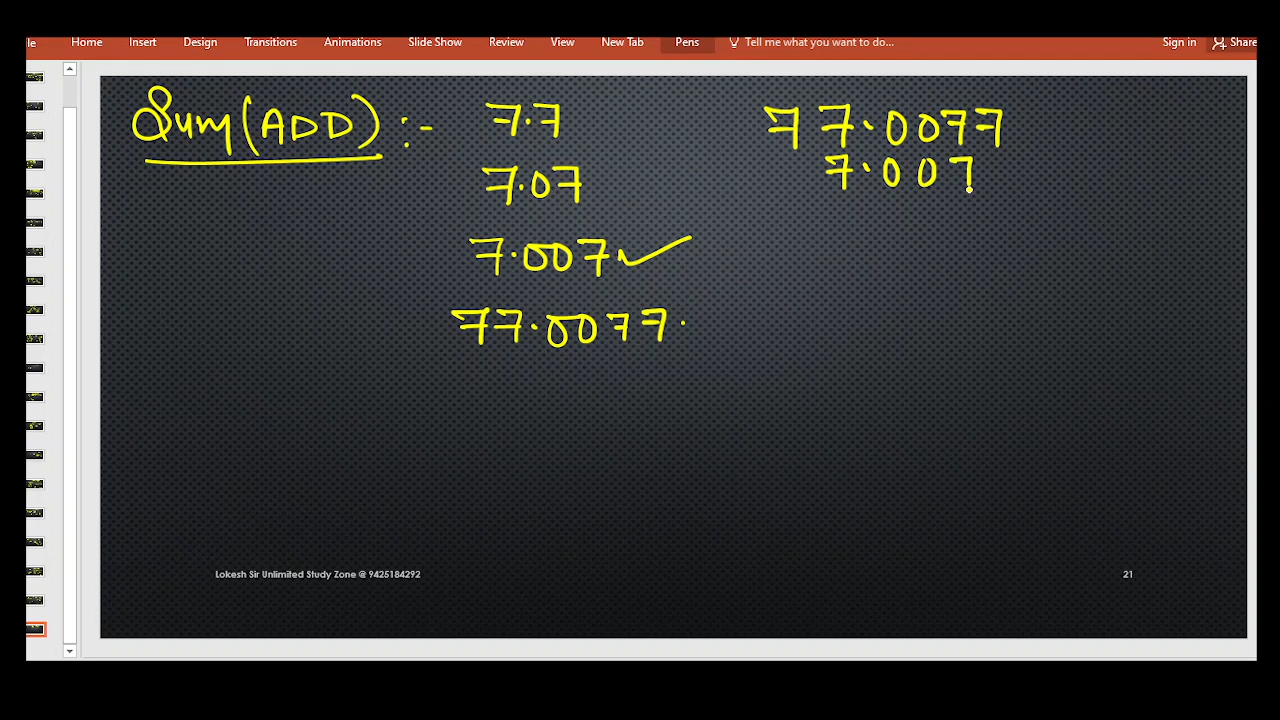 le Home Insert Design Transitions Animations Slide Show Review View New Tab Pens Tell me what you want to do... Sign in Share
Sum(ADD) :-
7.7
7.07
7.007 ✓
77.0077.
77.0077
7.007
Lokesh Sir Unlimited Study Zone @ 9425184292
21